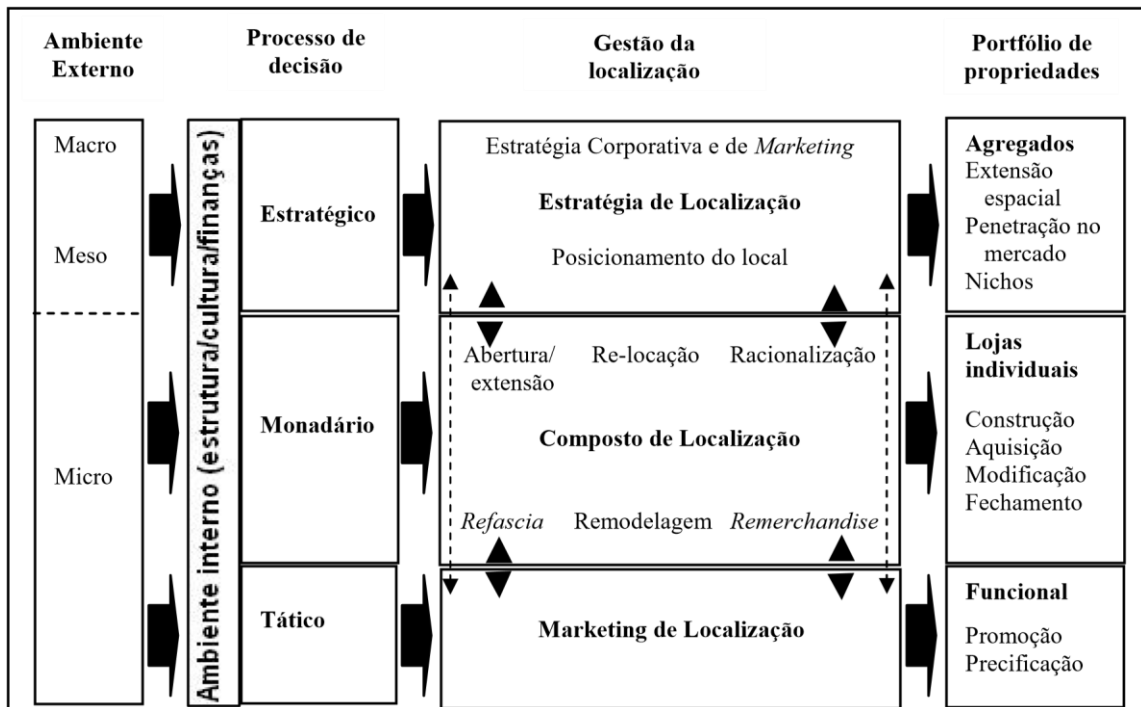 Ambiente
Externo
Processo de
decisão
Gestão da
localização
Portfólio de
propriedades
Macro
Meso
Micro
Ambiente interno (estrutura/cultura/finanças)
Estratégico
Monadário
Tático
Estratégia Corporativa e de Marketing
Estratégia de Localização
Posicionamento do local
Abertura/
extensão
Re-locação
Racionalização
Composto de Localização
Refascia
Remodelagem
Remerchandise
Marketing de Localização
Agregados
Extensão
espacial
Penetração no
mercado
Nichos
Lojas
individuais
Construção
Aquisição
Modificação
Fechamento
Funcional
Promoção
Precificação